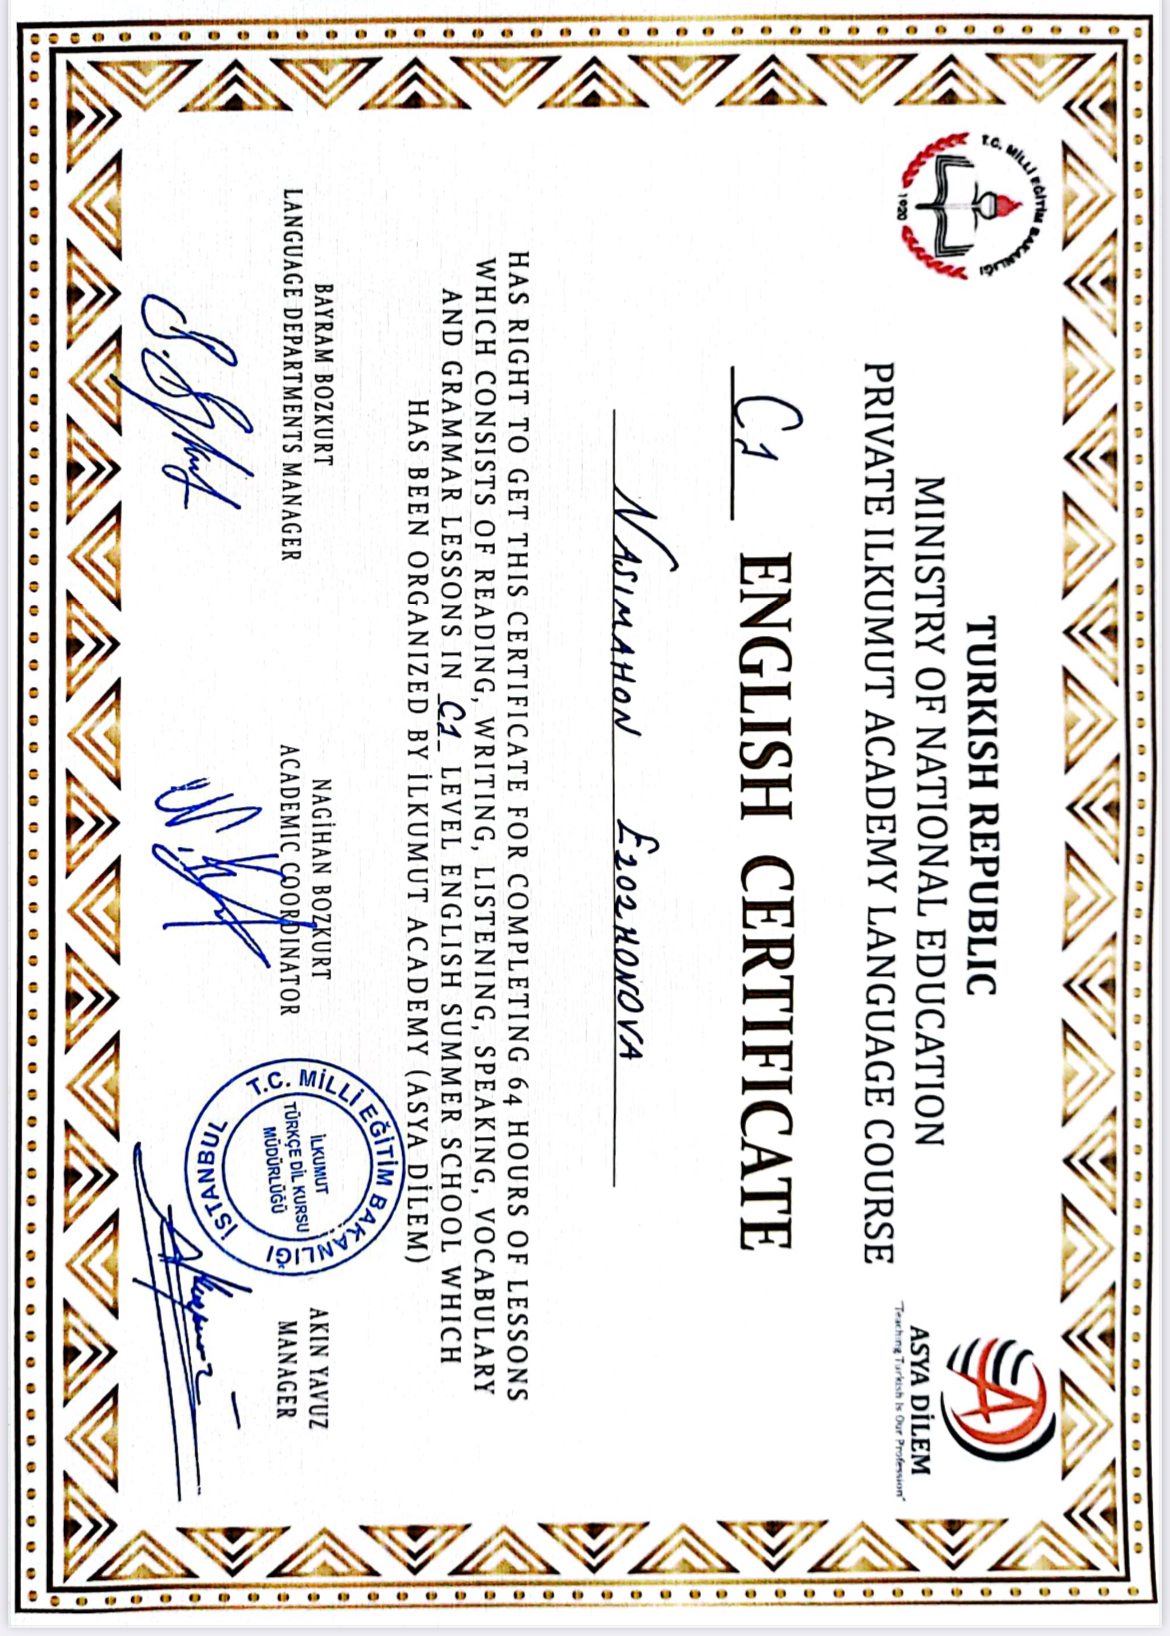 T.C. MİLLİ EĞİTİM BAKANLIĞI
1920
ASYA DİLEM
"Teaching Turkish Is Our Profession"
TURKISH REPUBLIC
MINISTRY OF NATIONAL EDUCATION
PRIVATE ILKUMUT ACADEMY LANGUAGE COURSE
C1 ENGLISH CERTIFICATE
NASIMAHON EZOZHONOVA
HAS RIGHT TO GET THIS CERTIFICATE FOR COMPLETING 64 HOURS OF LESSONS
WHICH CONSISTS OF READING, WRITING, LISTENING, SPEAKING, VOCABULARY
AND GRAMMAR LESSONS IN C1 LEVEL ENGLISH SUMMER SCHOOL WHICH
HAS BEEN ORGANIZED BY İLKUMUT ACADEMY (ASYA DİLEM)
BAYRAM BOZKURT
LANGUAGE DEPARTMENTS MANAGER
NAGİHAN BOZKURT
ACADEMIC COORDINATOR
T.C. MİLLİ EĞİTİM BAKANLIĞI
İLKUMUT
TÜRKÇE DİL KURSU
MÜDÜRLÜĞÜ
İSTANBUL
AKIN YAVUZ
MANAGER